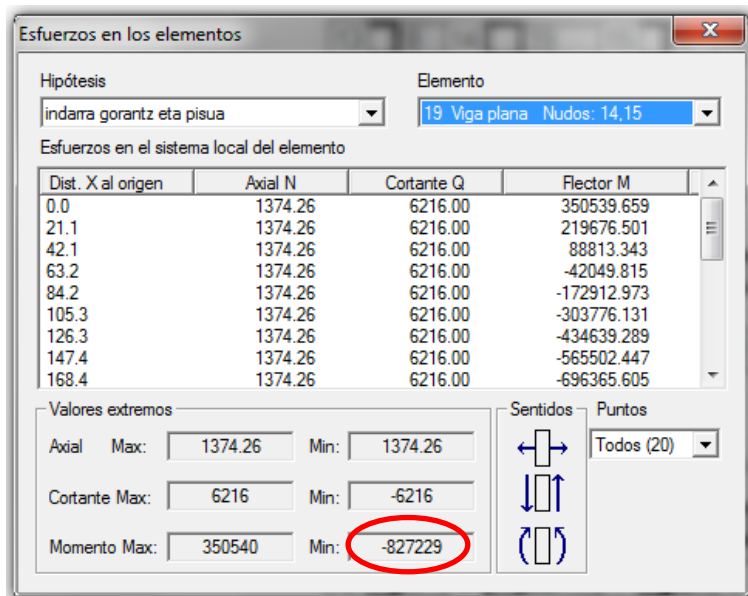 Esfuerzos en los elementos
Hipótesis Elemento
indarra gorantz eta pisua 19 Viga plana Nudos: 14,15
Esfuerzos en el sistema local del elemento
Dist. X al origen Axial N Cortante Q Flector M
0.0 1374.26 6216.00 350539.659
21.1 1374.26 6216.00 219676.501
42.1 1374.26 6216.00 88813.343
63.2 1374.26 6216.00 -42049.815
84.2 1374.26 6216.00 -172912.973
105.3 1374.26 6216.00 -303776.131
126.3 1374.26 6216.00 -434639.289
147.4 1374.26 6216.00 -565502.447
168.4 1374.26 6216.00 -696365.605
Valores extremos Sentidos Puntos
Axial Max: 1374.26 Min: 1374.26 Todos (20)
Cortante Max: 6216 Min: -6216
Momento Max: 350540 Min: -827229